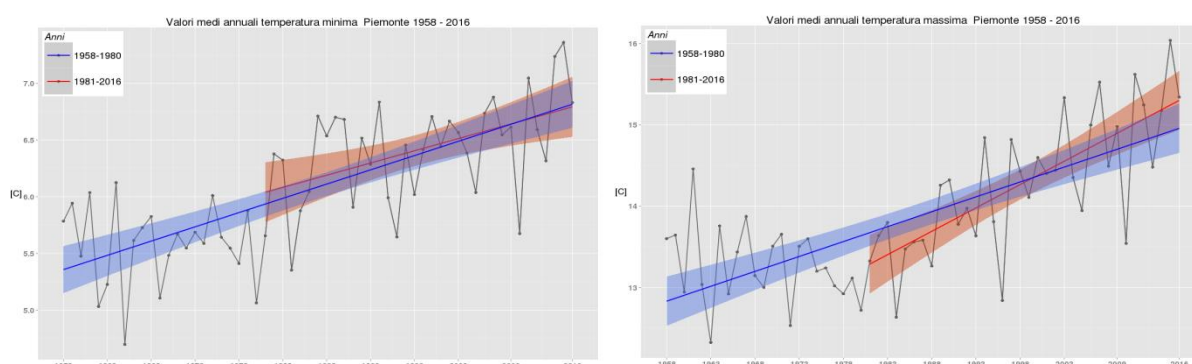 Valori medi annuali temperatura minima Piemonte 1958 - 2016
Anni
1958-1980
1981-2016
7.0
6.5
6.0
[C]
5.5
5.0
Valori medi annuali temperatura massima Piemonte 1958 - 2016
Anni
1958-1980
1981-2016
16
15
[C]
14
13